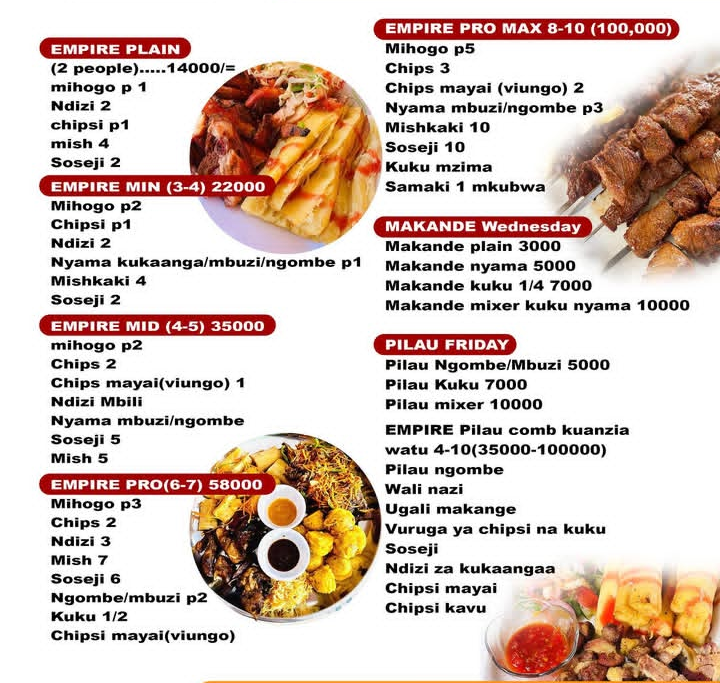 EMPIRE PLAIN
(2 people).....14000/=
mihogo p 1
Ndizi 2
chipsi p1
mish 4
Soseji 2
EMPIRE MIN (3-4) 22000
Mihogo p2
Chipsi p1
Ndizi 2
Nyama kukaanga/mbuzi/ngombe p1
Mishkaki 4
Soseji 2
EMPIRE MID (4-5) 35000
mihogo p2
Chips 2
Chips mayai(viungo) 1
Ndizi Mbili
Nyama mbuzi/ngombe
Soseji 5
Mish 5
EMPIRE PRO(6-7) 58000
Mihogo p3
Chips 2
Ndizi 3
Mish 7
Soseji 6
Ngombe/mbuzi p2
Kuku 1/2
Chipsi mayai(viungo)
EMPIRE PRO MAX 8-10 (100,000)
Mihogo p5
Chips 3
Chips mayai (viungo) 2
Nyama mbuzi/ngombe p3
Mishkaki 10
Soseji 10
Kuku mzima
Samaki 1 mkubwa
MAKANDE Wednesday
Makande plain 3000
Makande nyama 5000
Makande kuku 1/4 7000
Makande mixer kuku nyama 10000
PILAU FRIDAY
Pilau Ngombe/Mbuzi 5000
Pilau Kuku 7000
Pilau mixer 10000
EMPIRE Pilau comb kuanzia
watu 4-10(35000-100000)
Pilau ngombe
Wali nazi
Ugali makange
Vuruga ya chipsi na kuku
Soseji
Ndizi za kukaangaa
Chipsi mayai
Chipsi kavu